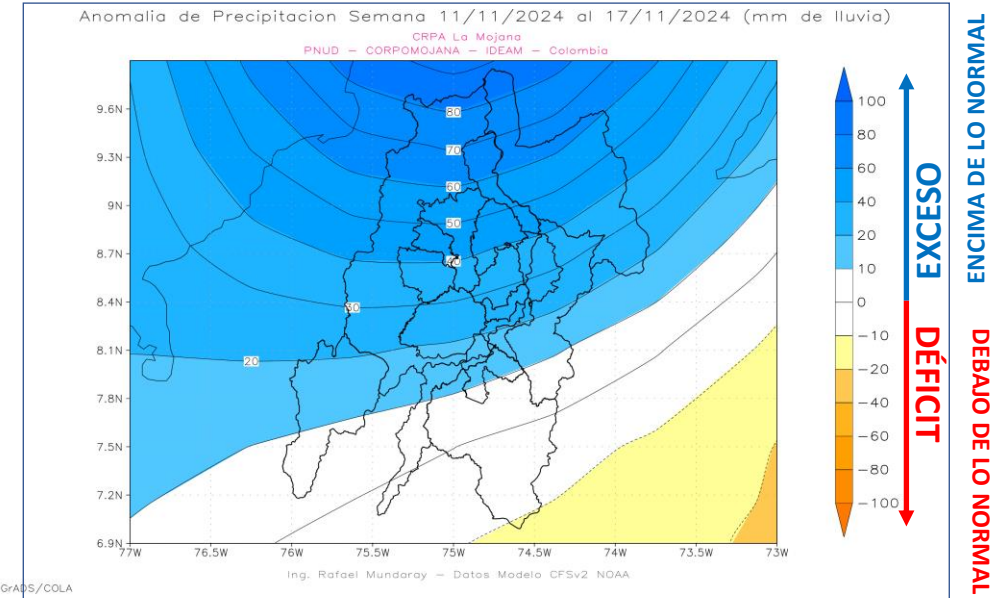 Anomalia de Precipitacion Semana 11/11/2024 al 17/11/2024 (mm de lluvia)
CRPA La Mojana
PNUD — CORPOMOJANA — IDEAM — Colombia
9.6N
9.3N
9N
8.7N
8.4N
8.1N
7.8N
7.5N
7.2N
6.9N
77W
76.5W
76W
75.5W
75W
74.5W
74W
73.5W
73W
80
70
60
50
40
30
20
100
80
60
40
20
10
0
−10
−20
−40
−60
−80
−100
EXCESO
DÉFICIT
ENCIMA DE LO NORMAL
DEBAJO DE LO NORMAL
Ing. Rafael Mundaray — Datos Modelo CFSv2 NOAA
GrADS/COLA